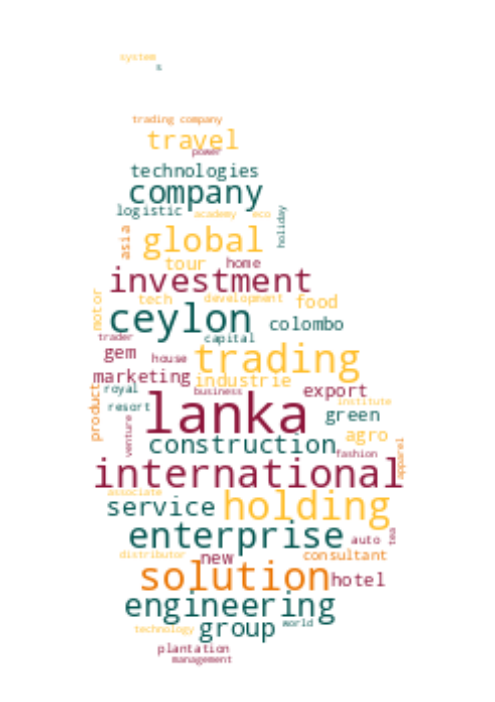 system
s
trading company
travel
power
technologies
company
logistic
academy
eco
holiday
asia
global
tour
home
investment
motor
tech
development
food
ceylon
colombo
trader
capital
gem
house
trading
marketing
industrie
royal
business
export
product
resort
institute
lanka
green
venture
agro
construction
fashion
apparel
international
associate
service
holding
enterprise
auto
tea
distributor
new
consultant
solution
hotel
engineering
technology
group
world
plantation
management